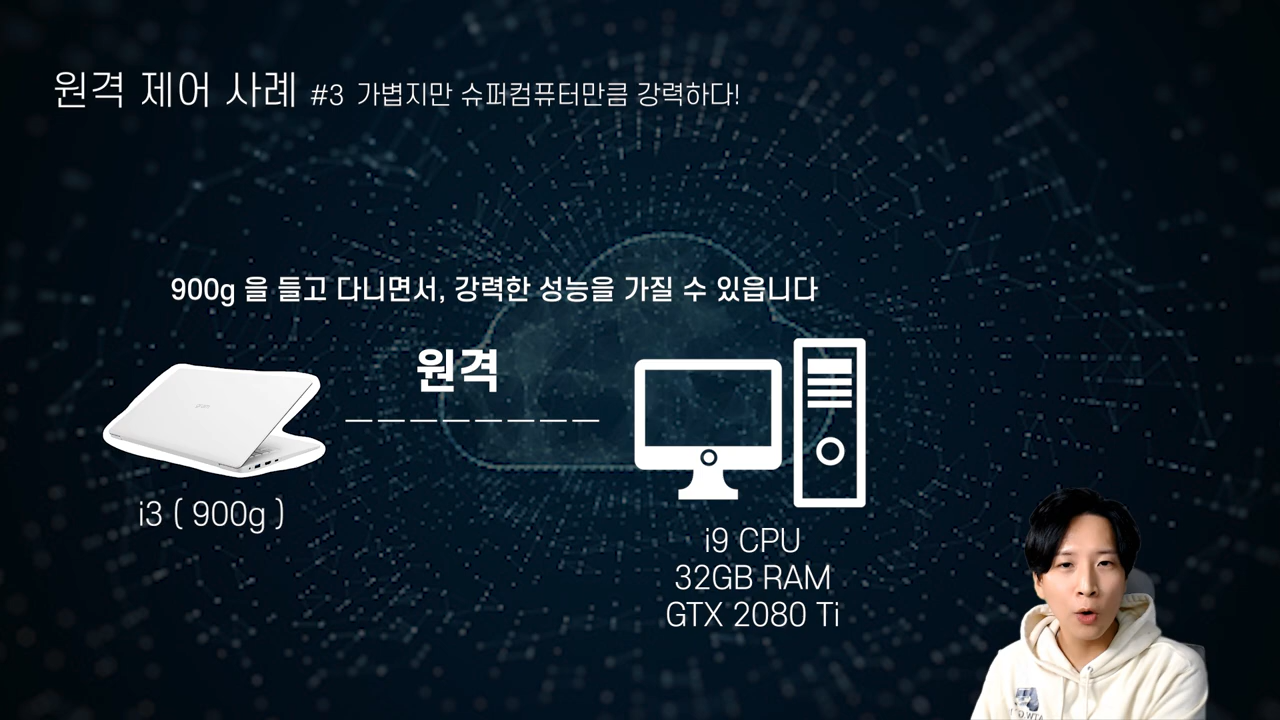 원격 제어 사례 #3 가볍지만 슈퍼컴퓨터만큼 강력하다!
900g 을 들고 다니면서, 강력한 성능을 가질 수 있읍니다
원격
i3 ( 900g )
i9 CPU
32GB RAM
GTX 2080 Ti